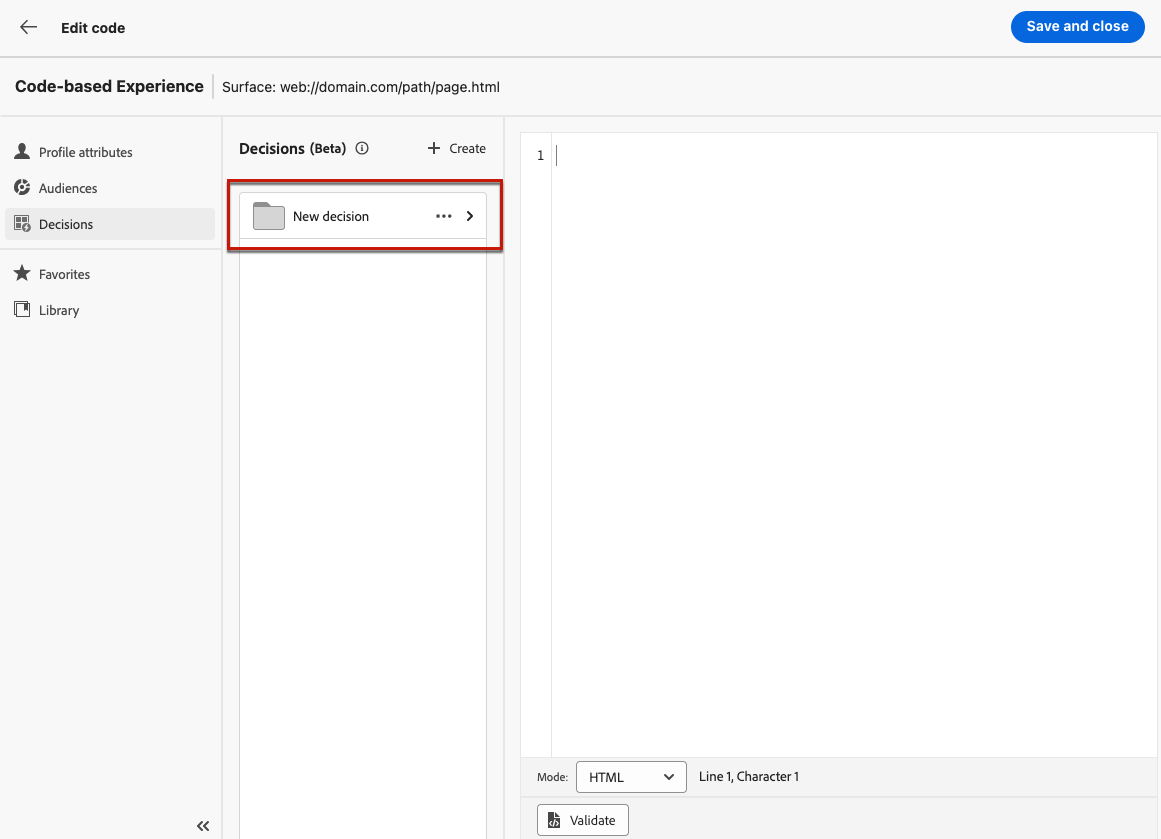 Edit code
Save and close
Code-based Experience
Surface: web://domain.com/path/page.html
Profile attributes
Audiences
Decisions
Favorites
Library
Decisions (Beta)
Create
New decision
1
Mode:
HTML
Line 1, Character 1
Validate